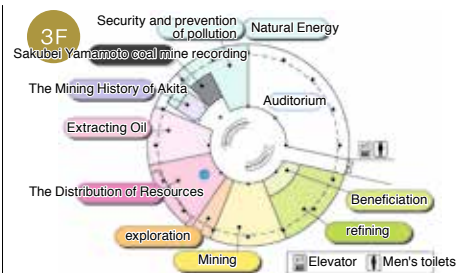 3F
Security and prevention
of pollution
Natural Energy
Sakubei Yamamoto coal mine recording
The Mining History of Akita
Auditorium
Extracting Oil
The Distribution of Resources
Beneficiation
exploration
refining
Mining
Elevator
Men's toilets